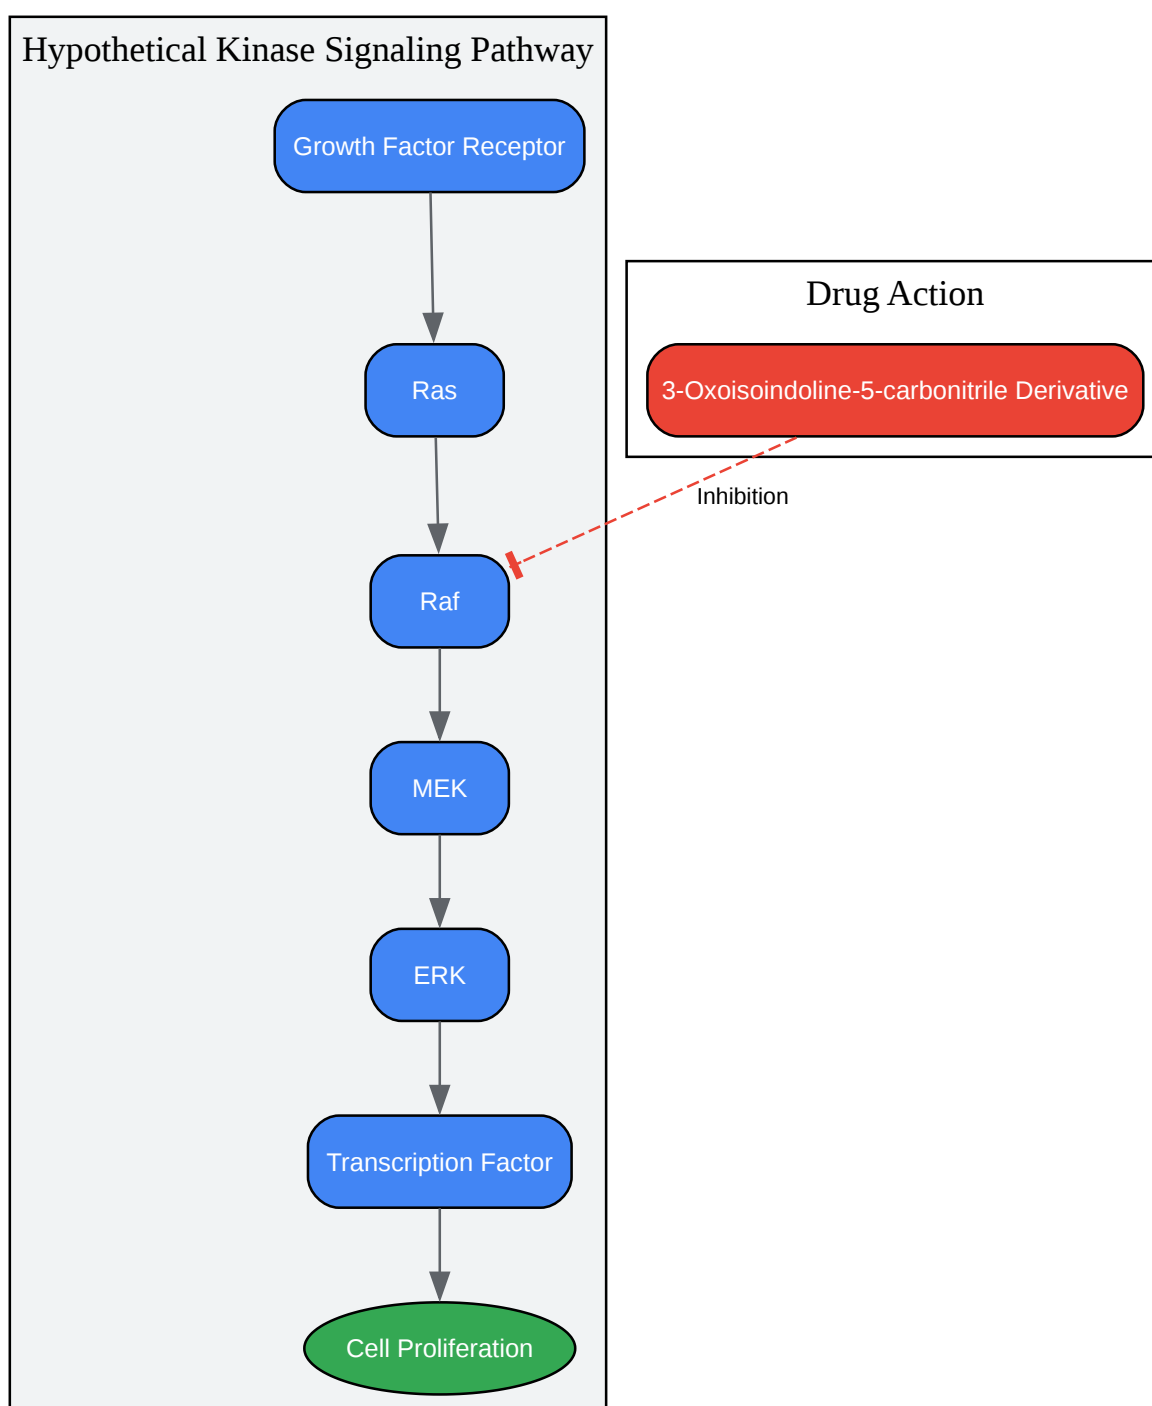 Hypothetical Kinase Signaling Pathway
Growth Factor Receptor
Drug Action
Ras
3-Oxoisoindoline-5-carbonitrile Derivative
Inhibition
Raf
MEK
ERK
Transcription Factor
Cell Proliferation